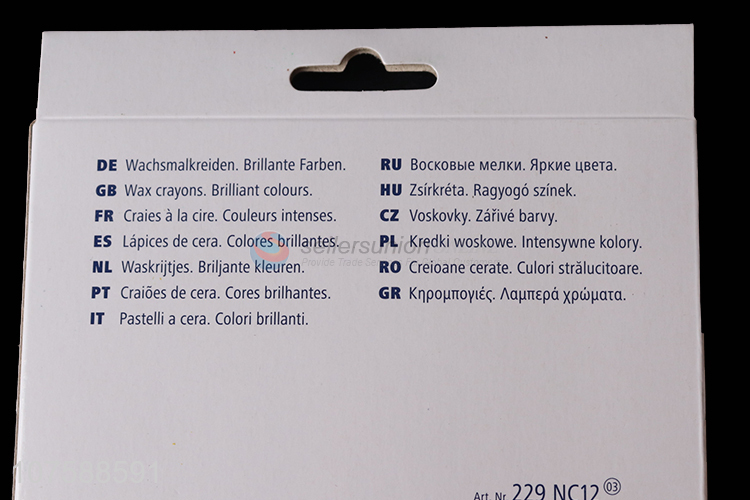 DE Wachsmalkreiden. Brillante Farben.
GB Wax crayons. Brilliant colours.
FR Craies à la cire. Couleurs intenses.
ES Lápices de cera. Colores brillantes.
NL Waskrijtjes. Briljante kleuren.
PT Craiões de cera. Cores brilhantes.
IT Pastelli a cera. Colori brillanti.
RU Восковые мелки. Яркие цвета.
HU Zsírkréta. Ragyogó színek.
CZ Voskovky. Zářivé barvy.
PL Kredki woskowe. Intensywne kolory.
RO Creioane cerate. Culori strălucitoare.
GR Κηρομπογιές. Λαμπερά χρώματα.
sellersunion
Art. Nr. 229 NC12 03